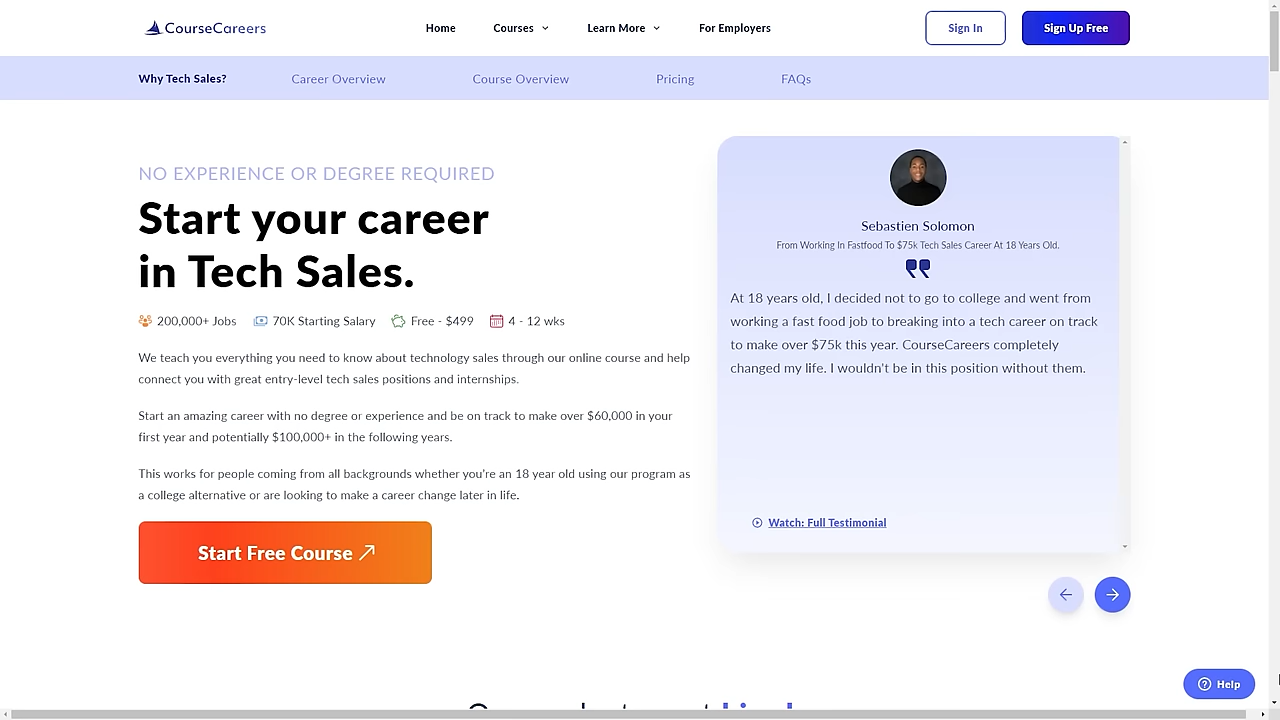 CourseCareers
Home
Courses
Learn More
For Employers
Sign In
Sign Up Free
Why Tech Sales?
Career Overview
Course Overview
Pricing
FAQs
NO EXPERIENCE OR DEGREE REQUIRED
Start your career
in Tech Sales.
200,000+ Jobs
70K Starting Salary
Free - $499
4 - 12 wks
We teach you everything you need to know about technology sales through our online course and help
connect you with great entry-level tech sales positions and internships.
Start an amazing career with no degree or experience and be on track to make over $60,000 in your
first year and potentially $100,000+ in the following years.
This works for people coming from all backgrounds whether you're an 18 year old using our program as
a college alternative or are looking to make a career change later in life.
Start Free Course
Sebastien Solomon
From Working In Fastfood To $75k Tech Sales Career At 18 Years Old.
At 18 years old, I decided not to go to college and went from
working a fast food job to breaking into a tech career on track
to make over $75k this year. CourseCareers completely
changed my life. I wouldn't be in this position without them.
Watch: Full Testimonial
Help